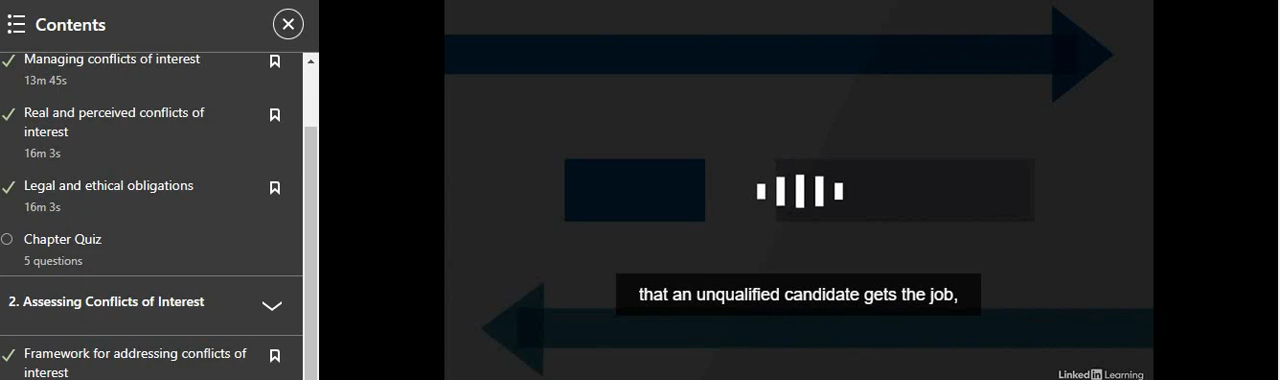 Contents
Managing conflicts of interest
13m 45s
Real and perceived conflicts of
interest
16m 3s
Legal and ethical obligations
16m 3s
Chapter Quiz
5 questions
2. Assessing Conflicts of Interest
Framework for addressing conflicts of
interest
that an unqualified candidate gets the job,
Linked in Learning